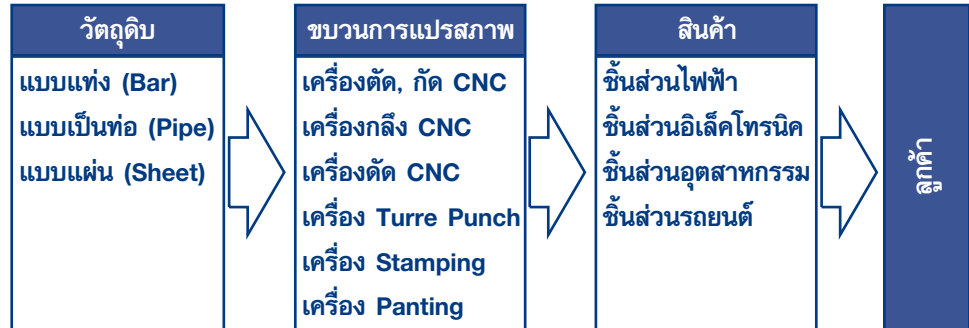 วัตถุดิบ
แบบแท่ง (Bar)
แบบเป็นท่อ (Pipe)
แบบแผ่น (Sheet)
ขบวนการแปรสภาพ
เครื่องตัด, กัด CNC
เครื่องกลึง CNC
เครื่องดัด CNC
เครื่อง Turre Punch
เครื่อง Stamping
เครื่อง Panting
สินค้า
ชิ้นส่วนไฟฟ้า
ชิ้นส่วนอิเล็คโทรนิค
ชิ้นส่วนอุตสาหกรรม
ชิ้นส่วนรถยนต์
ลูกค้า